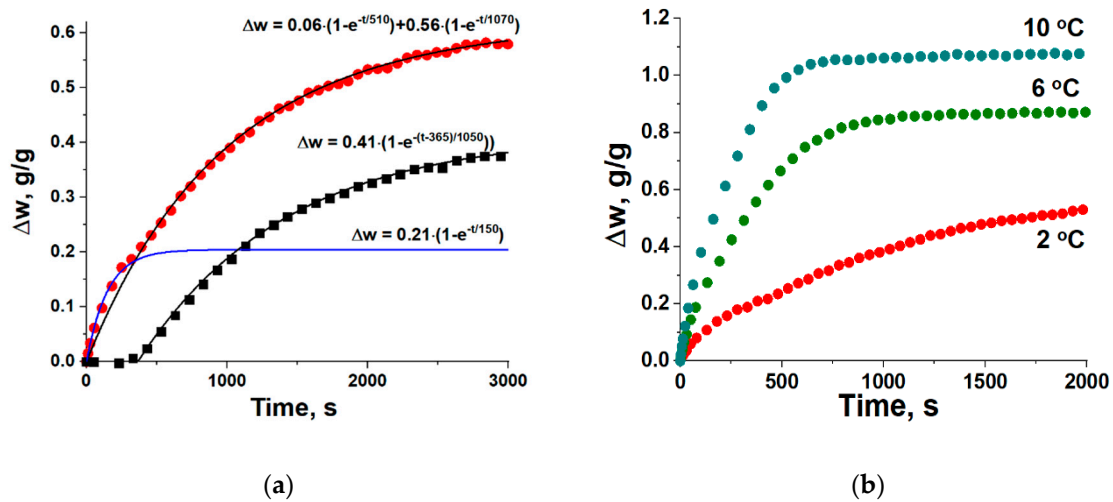 Δw = 0.06·(1-e-t/510)+0.56·(1-e-t/1070)
Δw = 0.41·(1-e-(t-365)/1050))
Δw = 0.21·(1-e-t/150)
Δw, g/g
0.6
0.5
0.4
0.3
0.2
0.1
0.0
0
1000
2000
3000
Time, s
(a)
10 °C
6 °C
2 °C
Δw, g/g
1.2
1.0
0.8
0.6
0.4
0.2
0.0
0
500
1000
1500
2000
Time, s
(b)